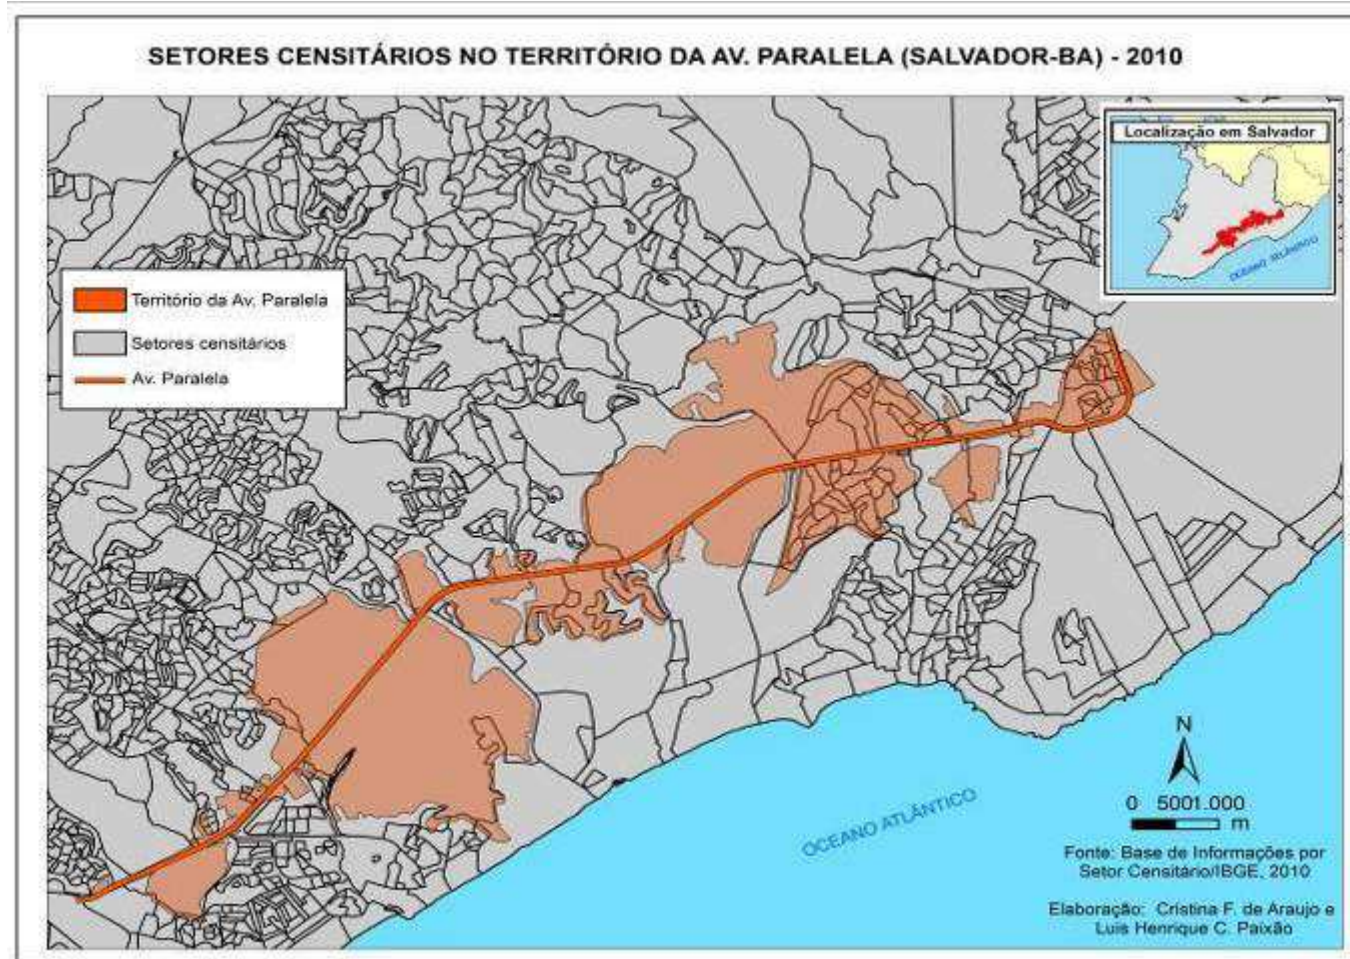 SETORES CENSITÁRIOS NO TERRITÓRIO DA AV. PARALELA (SALVADOR-BA) - 2010
Localização em Salvador
OCEANO ATLÂNTICO
Território da Av. Paralela
Setores censitários
Av. Paralela
OCEANO ATLÂNTICO
N
0 5001.000
m
Fonte: Base de Informações por
Setor Censitário/IBGE, 2010
Elaboração: Cristina F. de Araujo e
Luis Henrique C. Paixão